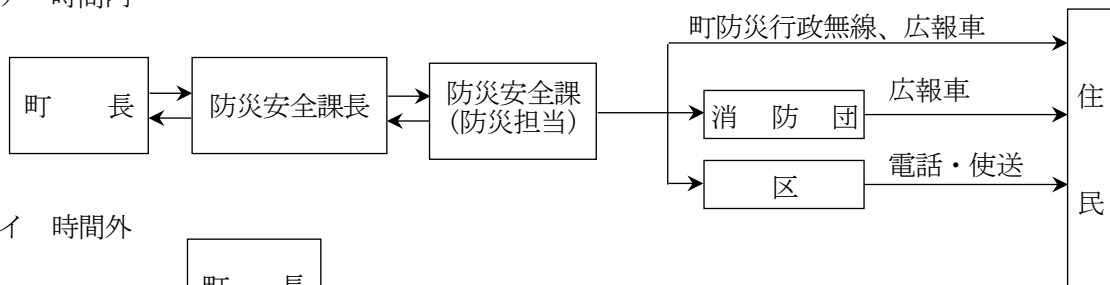 時間内
町防災行政無線、広報車
町　　長
防災安全課長
防災安全課
(防災担当)
消　防　団
広報車
区
電話・使送
住
民
イ　時間外
町　　長